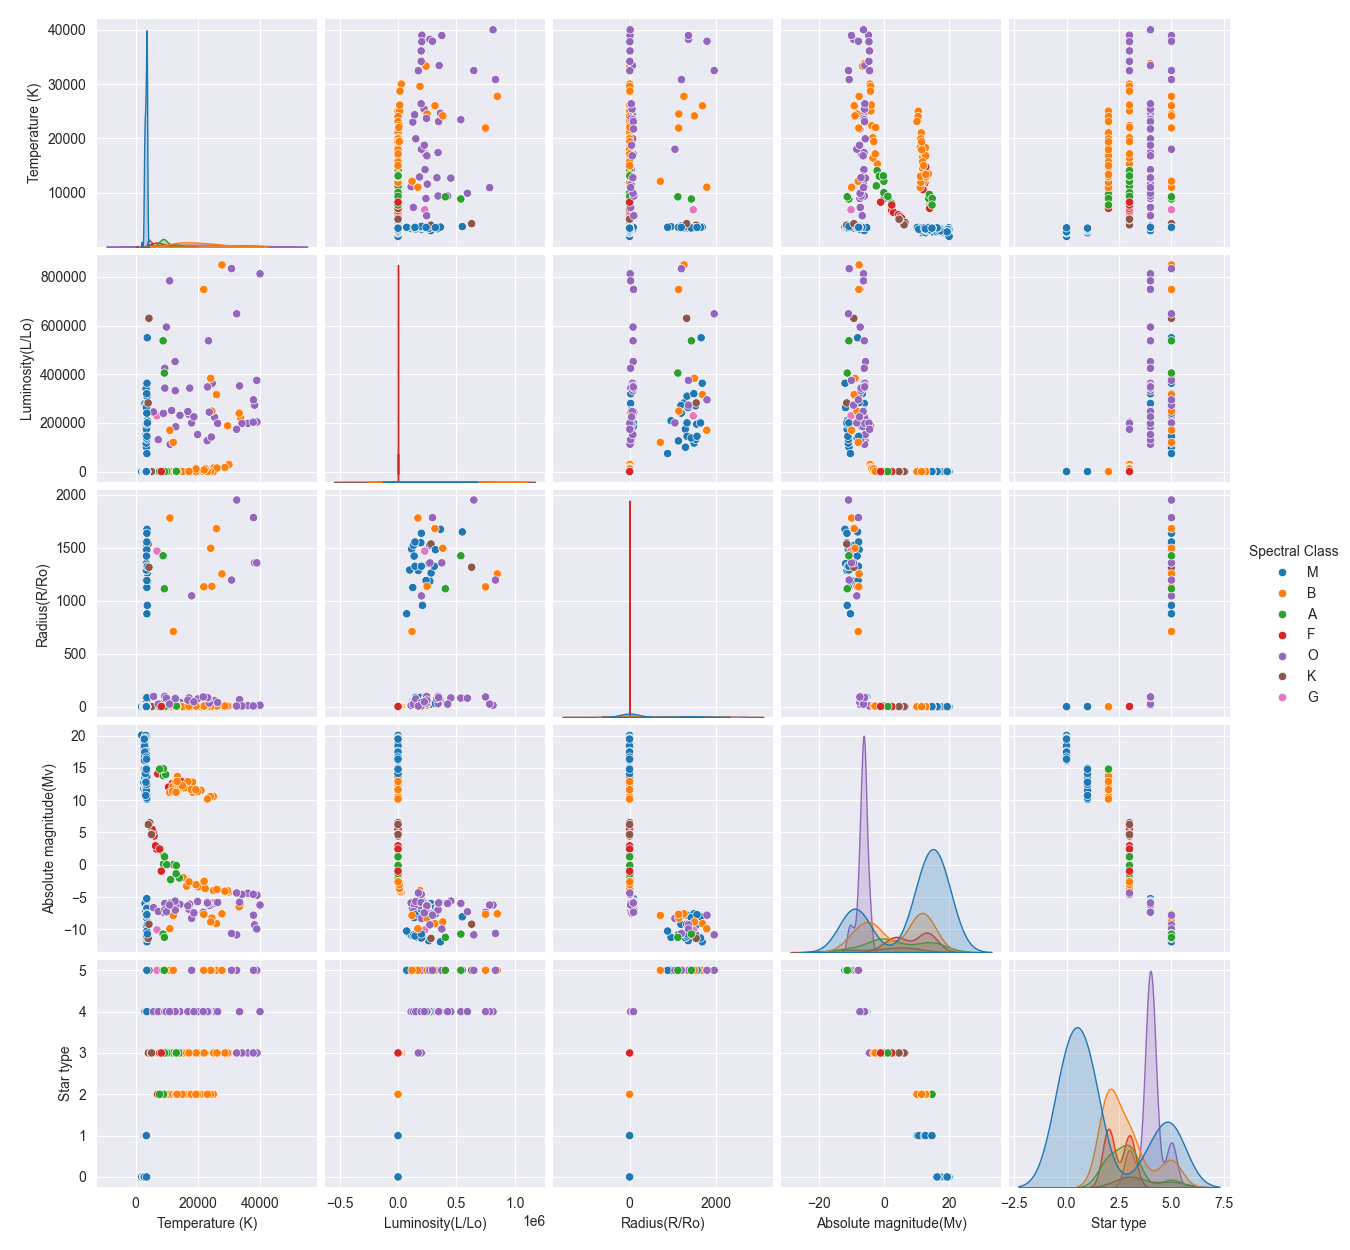 40000
30000
20000
10000
Temperature (K)
800000
600000
400000
200000
0
Luminosity(L/Lo)
2000
1500
1000
500
0
Radius(R/Ro)
Spectral Class
M
B
A
F
O
K
G
20
15
10
5
0
−5
−10
Absolute magnitude(Mv)
5
4
3
2
1
0
Star type
0 20000 40000
Temperature (K)
−0.5 0.0 0.5 1.0
1e6
Luminosity(L/Lo)
0 2000
Radius(R/Ro)
−20 0 20
Absolute magnitude(Mv)
−2.5 0.0 2.5 5.0 7.5
Star type